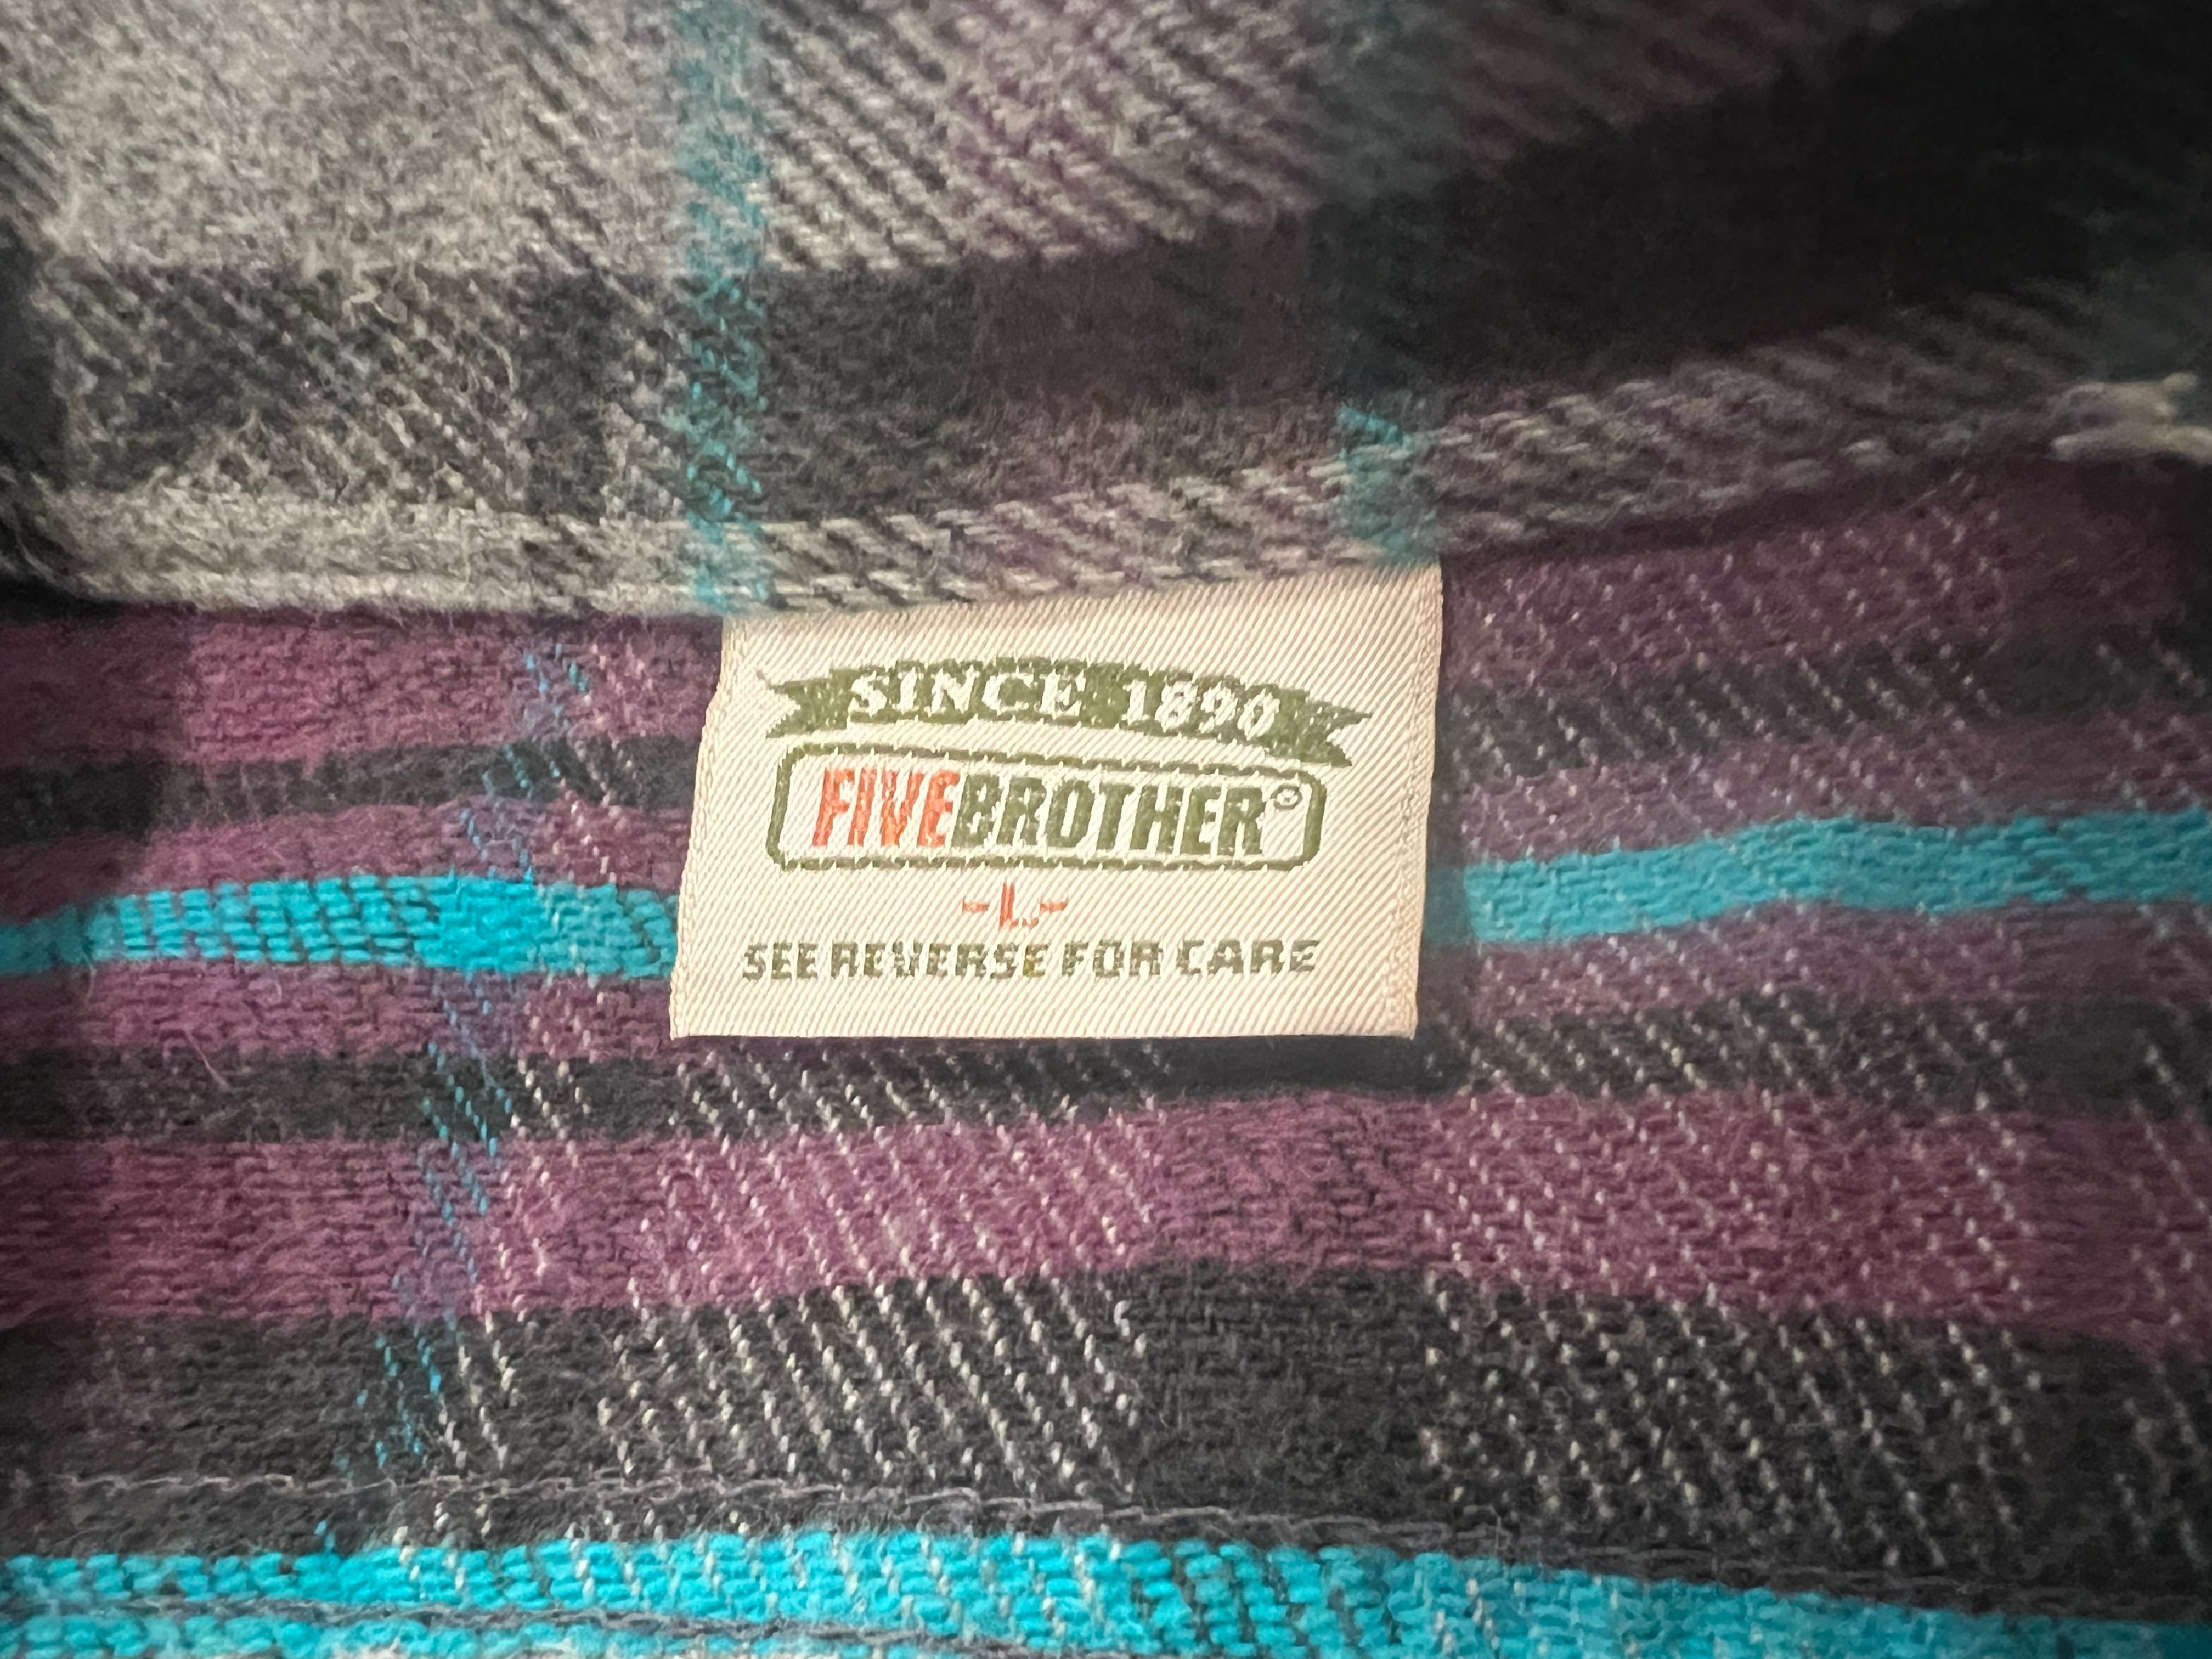 SINCE 1890
FIVEBROTHER®
-L-
SEE REVERSE FOR CARE